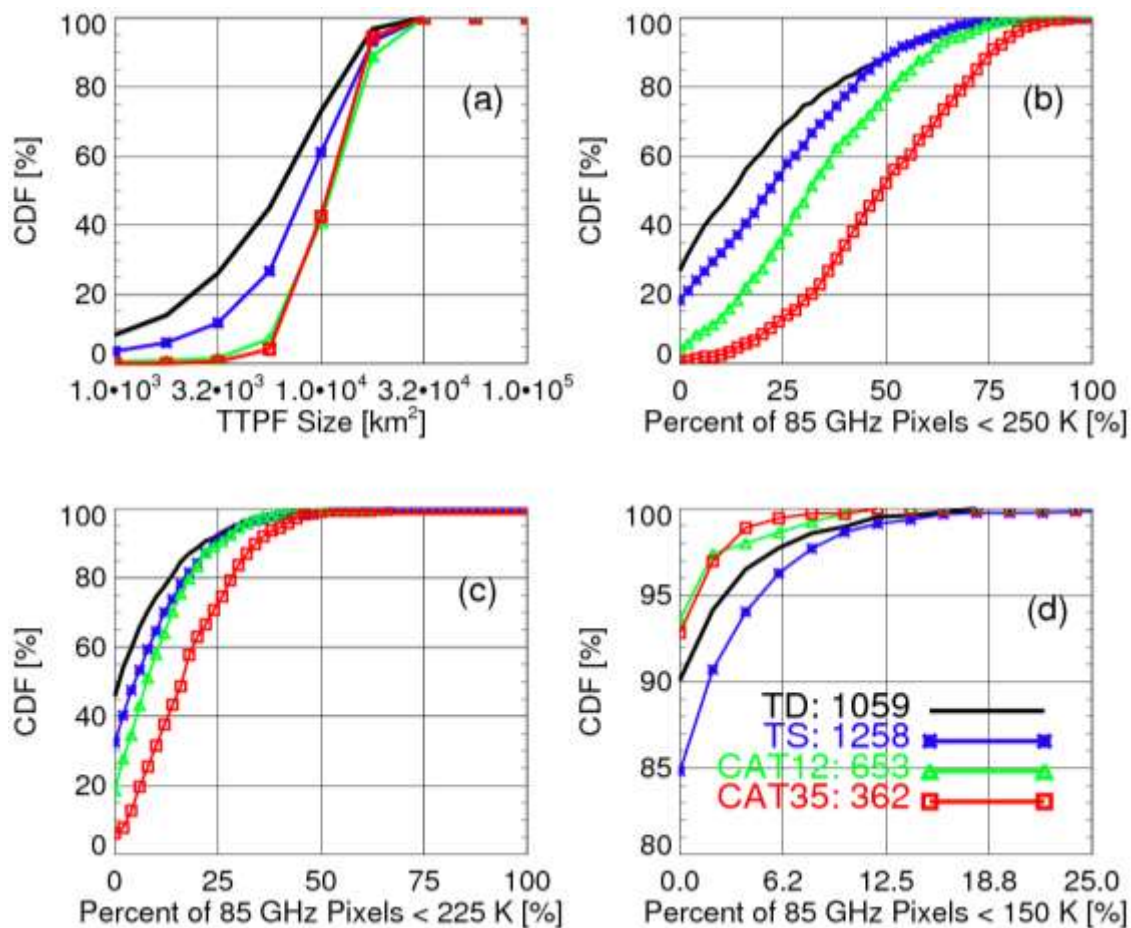 100
80
60
40
20
0
CDF [%]
(a)
1.0•10³ 3.2•10³ 1.0•10⁴ 3.2•10⁴ 1.0•10⁵
TTPF Size [km²]
100
80
60
40
20
0
CDF [%]
(b)
0 25 50 75 100
Percent of 85 GHz Pixels < 250 K [%]
100
80
60
40
20
0
CDF [%]
(c)
0 25 50 75 100
Percent of 85 GHz Pixels < 225 K [%]
100
95
90
85
80
CDF [%]
(d)
TD: 1059
TS: 1258
CAT12: 653
CAT35: 362
0.0 6.2 12.5 18.8 25.0
Percent of 85 GHz Pixels < 150 K [%]